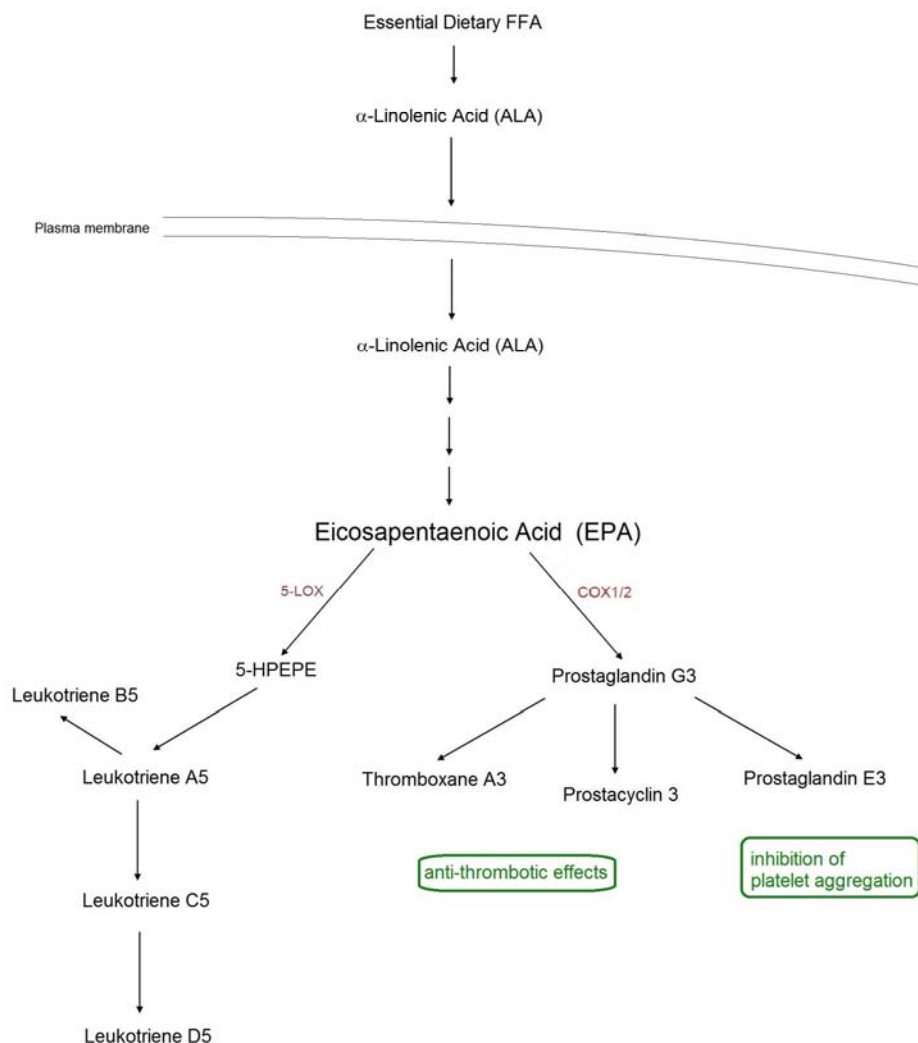 Essential Dietary FFA
α-Linolenic Acid (ALA)
Plasma membrane
α-Linolenic Acid (ALA)
Eicosapentaenoic Acid (EPA)
5-LOX
COX1/2
5-HPEPE
Prostaglandin G3
Leukotriene B5
Leukotriene A5
Thromboxane A3
Prostacyclin 3
Prostaglandin E3
anti-thrombotic effects
inhibition of
platelet aggregation
Leukotriene C5
Leukotriene D5